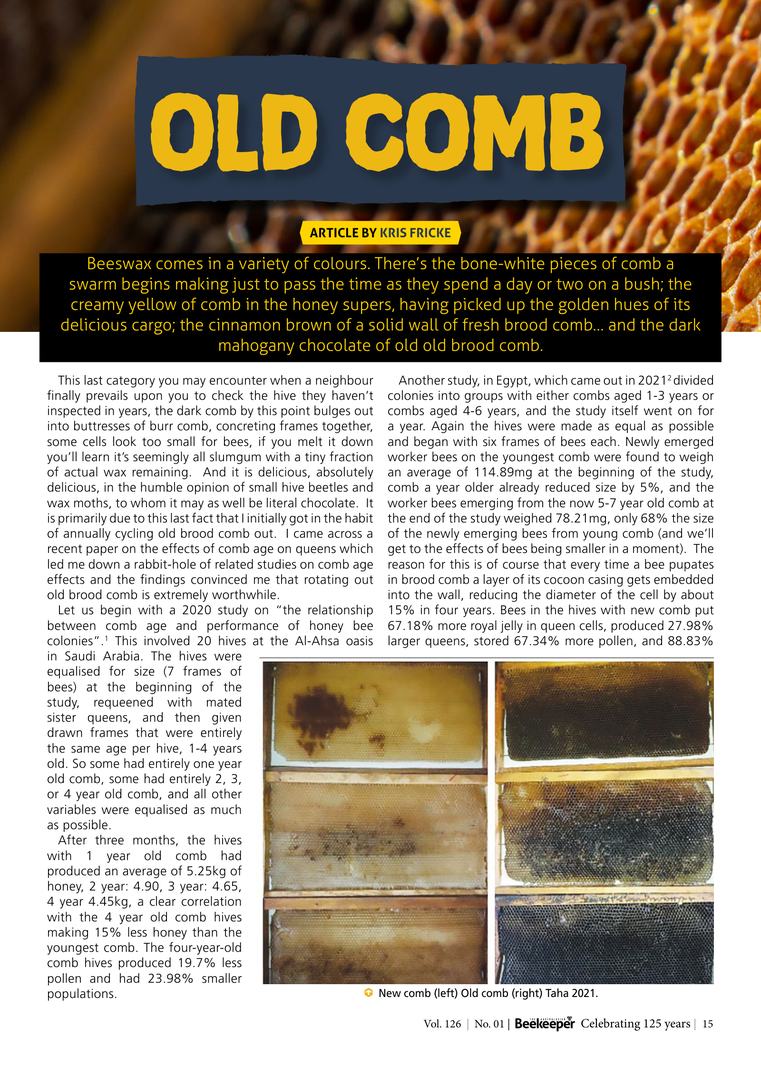 OLD COMB
ARTICLE BY KRIS FRICKE
Beeswax comes in a variety of colours. There's the bone-white pieces of comb a
swarm begins making just to pass the time as they spend a day or two on a bush; the
creamy yellow of comb in the honey supers, having picked up the golden hues of its
delicious cargo; the cinnamon brown of a solid wall of fresh brood comb... and the dark
mahogany chocolate of old old brood comb.
This last category you may encounter when a neighbour
finally prevails upon you to check the hive they haven't
inspected in years, the dark comb by this point bulges out
into buttresses of burr comb, concreting frames together,
some cells look too small for bees, if you melt it down
you'll learn it's seemingly all slumgum with a tiny fraction
of actual wax remaining. And it is delicious, absolutely
delicious, in the humble opinion of small hive beetles and
wax moths, to whom it may as well be literal chocolate. It
is primarily due to this last fact that I initially got in the habit
of annually cycling old brood comb out. I came across a
recent paper on the effects of comb age on queens which
led me down a rabbit-hole of related studies on comb age
effects and the findings convinced me that rotating out
old brood comb is extremely worthwhile.
Let us begin with a 2020 study on "the relationship
between comb age and performance of honey bee
colonies".1 This involved 20 hives at the Al-Ahsa oasis
in Saudi Arabia. The hives were
equalised for size (7 frames of
bees) at the beginning of the
study, requeened with mated
sister queens, and then given
drawn frames that were entirely
the same age per hive, 1-4 years
old. So some had entirely one year
old comb, some had entirely 2, 3,
or 4 year old comb, and all other
variables were equalised as much
as possible.
After three months, the hives
with 1 year old comb had
produced an average of 5.25kg of
honey, 2 year: 4.90, 3 year: 4.65,
4 year 4.45kg, a clear correlation
with the 4 year old comb hives
making 15% less honey than the
youngest comb. The four-year-old
comb hives produced 19.7% less
pollen and had 23.98% smaller
populations.
Another study, in Egypt, which came out in 20212 divided
colonies into groups with either combs aged 1-3 years or
combs aged 4-6 years, and the study itself went on for
a year. Again the hives were made as equal as possible
and began with six frames of bees each. Newly emerged
worker bees on the youngest comb were found to weigh
an average of 114.89mg at the beginning of the study,
comb a year older already reduced size by 5%, and the
worker bees emerging from the now 5-7 year old comb at
the end of the study weighed 78.21mg, only 68% the size
of the newly emerging bees from young comb (and we'll
get to the effects of bees being smaller in a moment). The
reason for this is of course that every time a bee pupates
in brood comb a layer of its cocoon casing gets embedded
into the wall, reducing the diameter of the cell by about
15% in four years. Bees in the hives with new comb put
67.18% more royal jelly in queen cells, produced 27.98%
larger queens, stored 67.34% more pollen, and 88.83%
New comb (left) Old comb (right) Taha 2021.
Vol. 126 | No. 01 | Beekeeper Celebrating 125 years | 15